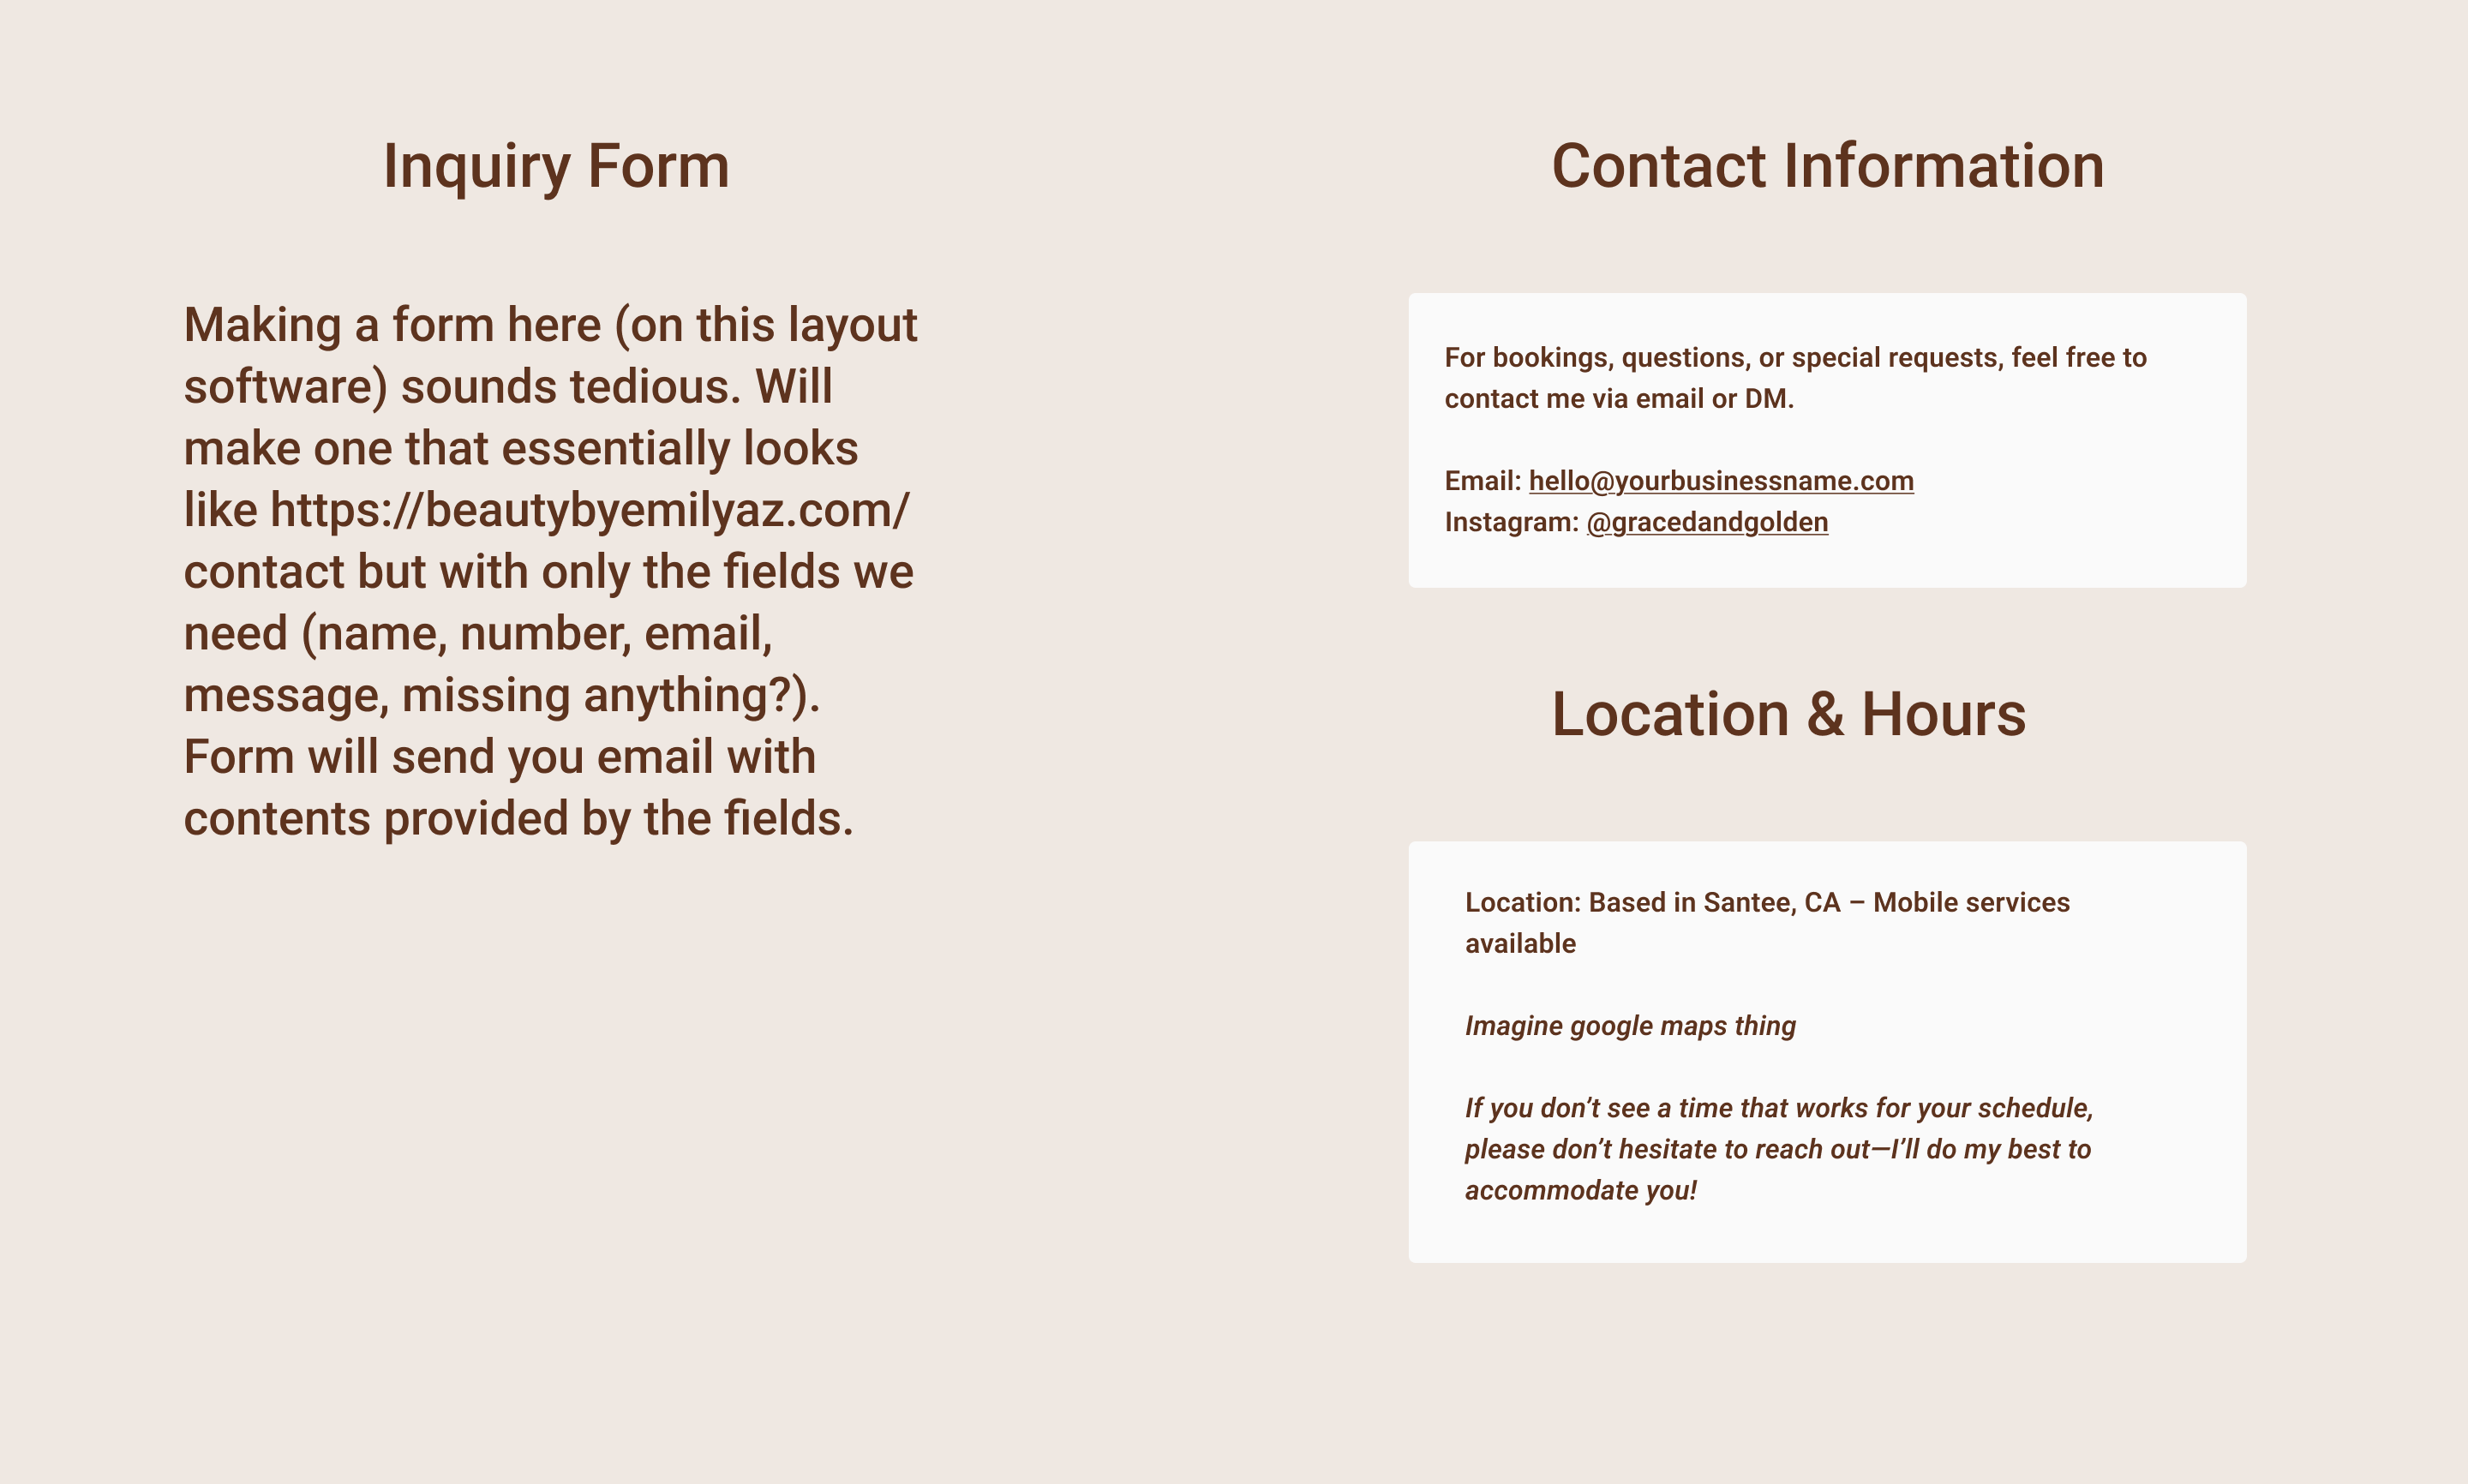 Inquiry Form
Making a form here (on this layout
software) sounds tedious. Will
make one that essentially looks
like https://beautybyemilyaz.com/
contact but with only the fields we
need (name, number, email,
message, missing anything?).
Form will send you email with
contents provided by the fields.
Contact Information
For bookings, questions, or special requests, feel free to
contact me via email or DM.
Email: hello@yourbusinessname.com
Instagram: @gracedandgolden
Location & Hours
Location: Based in Santee, CA – Mobile services
available
Imagine google maps thing
If you don’t see a time that works for your schedule,
please don’t hesitate to reach out—I’ll do my best to
accommodate you!